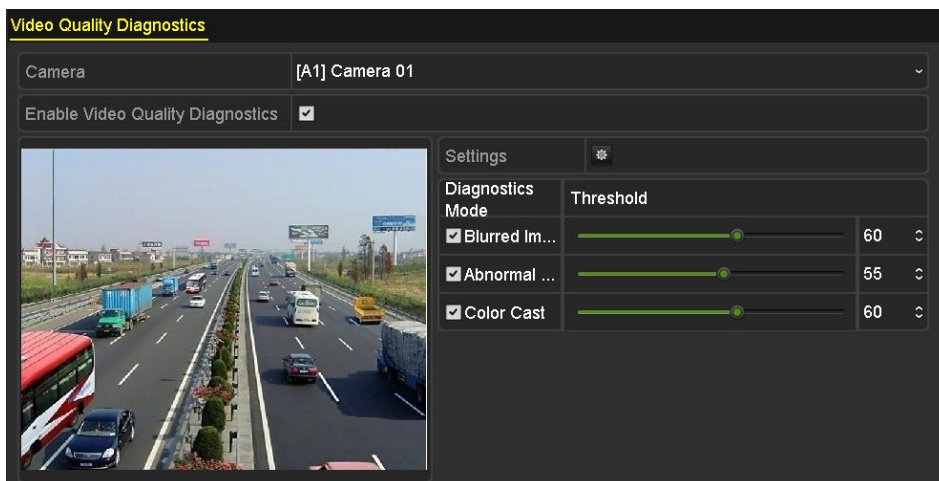 Video Quality Diagnostics
Camera
[A1] Camera 01
Enable Video Quality Diagnostics
Settings
Diagnostics
Mode
Threshold
Blurred Im...
60
Abnormal ...
55
Color Cast
60